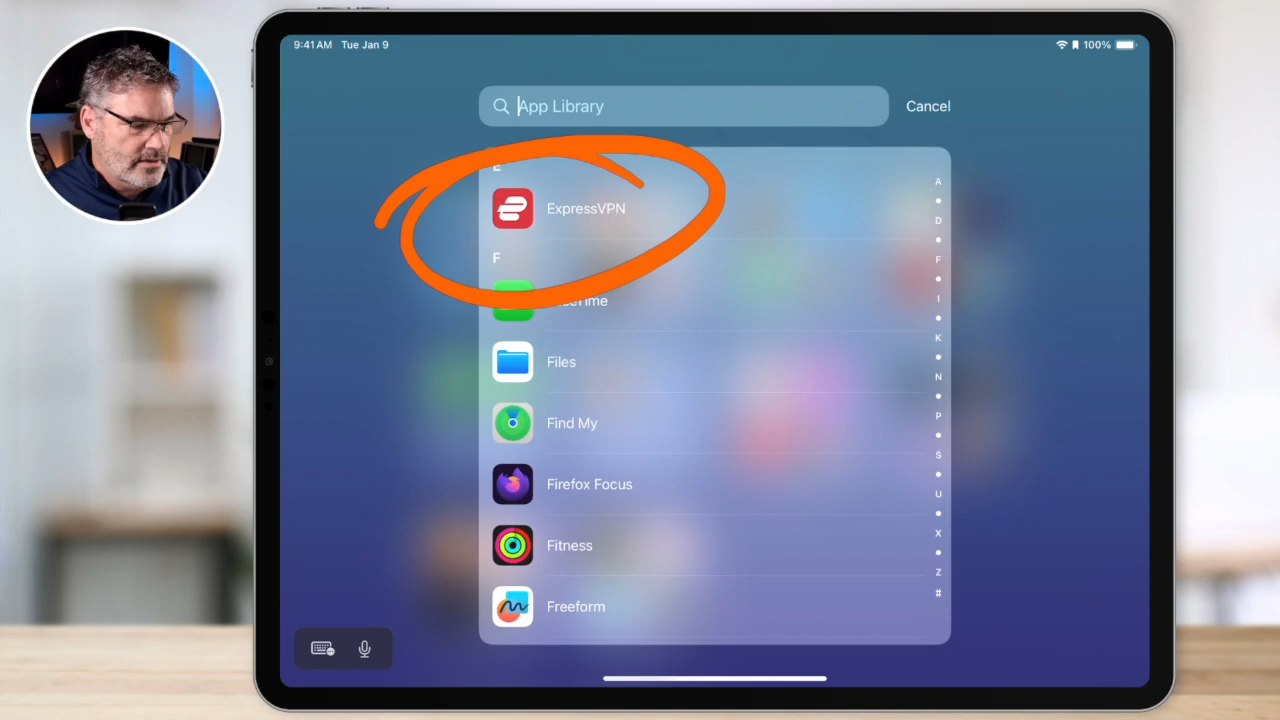 9:41 AM Tue Jan 9
100%
App Library
Cancel
E
ExpressVPN
F
Files
Find My
Firefox Focus
Fitness
Freeform
A
D
F
I
K
N
P
S
U
X
Z
#